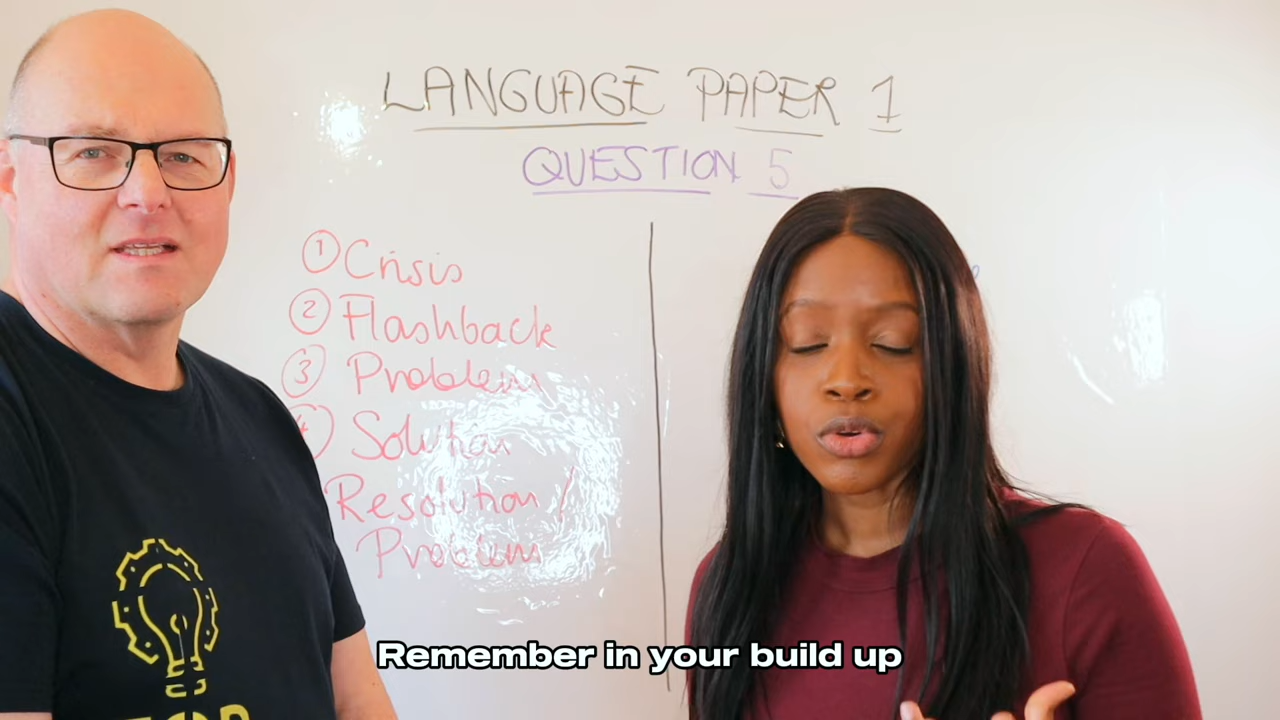 LANGUAGE PAPER 1
QUESTION 5
1 Crisis
2 Flashback
3 Problem
4 Solution
Resolution /
Problem
Remember in your build up